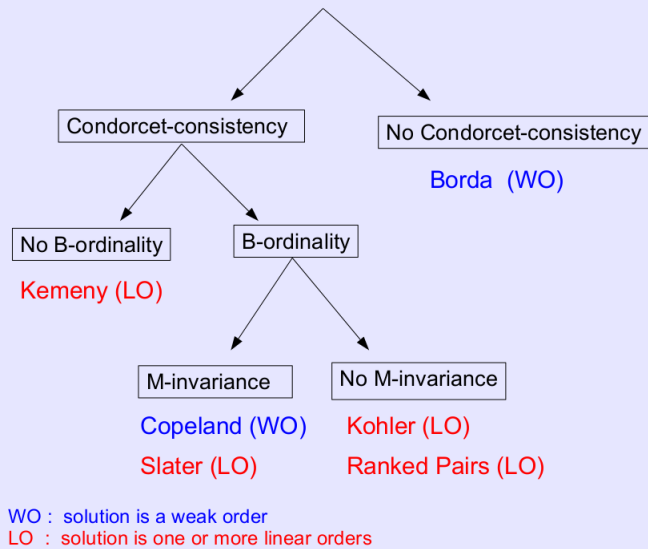 Condorcet-consistency
No Condorcet-consistency
Borda (WO)
No B-ordinality
B-ordinality
Kemeny (LO)
M-invariance
No M-invariance
Copeland (WO)
Kohler (LO)
Slater (LO)
Ranked Pairs (LO)
WO : solution is a weak order
LO : solution is one or more linear orders